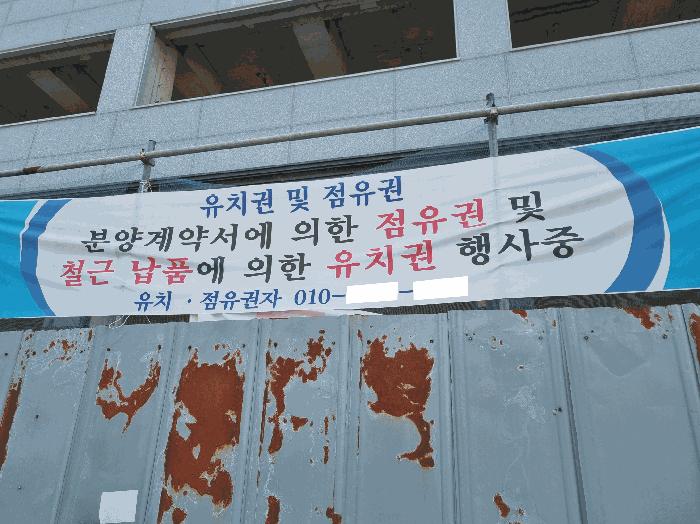 유치권 및 점유권
분양계약서에 의한 점유권 및
철근 납품에 의한 유치권 행사중
유치 · 점유권자 010-